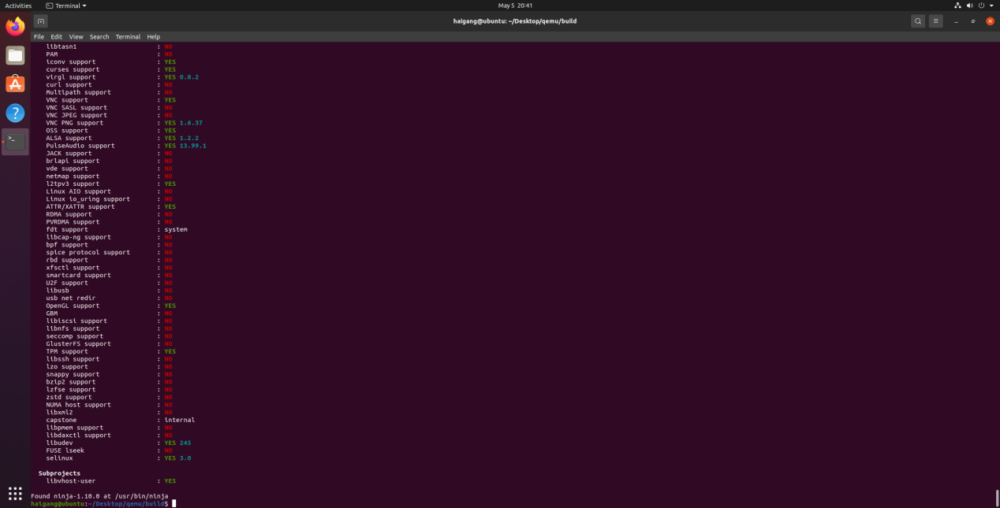 Activities
Terminal
May 5 20:41
haigang@ubuntu: ~/Desktop/qemu/build
File Edit View Search Terminal Help
libtasn1 : NO
PAM : NO
iconv support : YES
curses support : YES
virgl support : YES 0.8.2
curl support : NO
Multipath support : NO
VNC support : YES
VNC SASL support : NO
VNC JPEG support : NO
VNC PNG support : YES 1.6.37
OSS support : YES
ALSA support : YES 1.2.2
PulseAudio support : YES 13.99.1
JACK support : NO
brlapi support : NO
vde support : NO
netmap support : NO
l2tpv3 support : YES
Linux AIO support : NO
Linux io_uring support : NO
ATTR/XATTR support : YES
RDMA support : NO
PVRDMA support : NO
fdt support : system
libcap-ng support : NO
bpf support : NO
spice protocol support : NO
rbd support : NO
xfsctl support : NO
smartcard support : NO
U2F support : NO
libusb : NO
usb net redir : NO
OpenGL support : YES
GBM : NO
libiscsi support : NO
libnfs support : NO
seccomp support : NO
GlusterFS support : NO
TPM support : YES
libssh support : NO
lzo support : NO
snappy support : NO
bzip2 support : NO
lzfse support : NO
zstd support : NO
NUMA host support : NO
libxml2 : NO
capstone : internal
libpmem support : NO
libdaxctl support : NO
libudev : YES 245
FUSE lseek : NO
selinux : YES 3.0
Subprojects
libvhost-user : YES
Found ninja-1.10.0 at /usr/bin/ninja
haigang@ubuntu:~/Desktop/qemu/build$